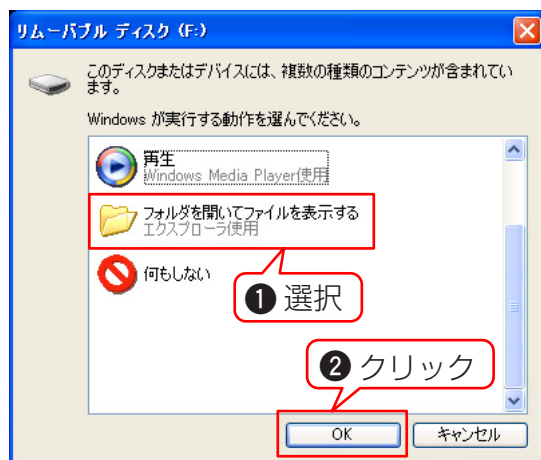 リムーバブル ディスク (F:)
このディスクまたはデバイスには、複数の種類のコンテンツが含まれてい
ます。
Windows が実行する動作を選んでください。
再生
Windows Media Player使用
フォルダを開いてファイルを表示する
エクスプローラ使用
何もしない
❶ 選択
❷ クリック
OK
キャンセル